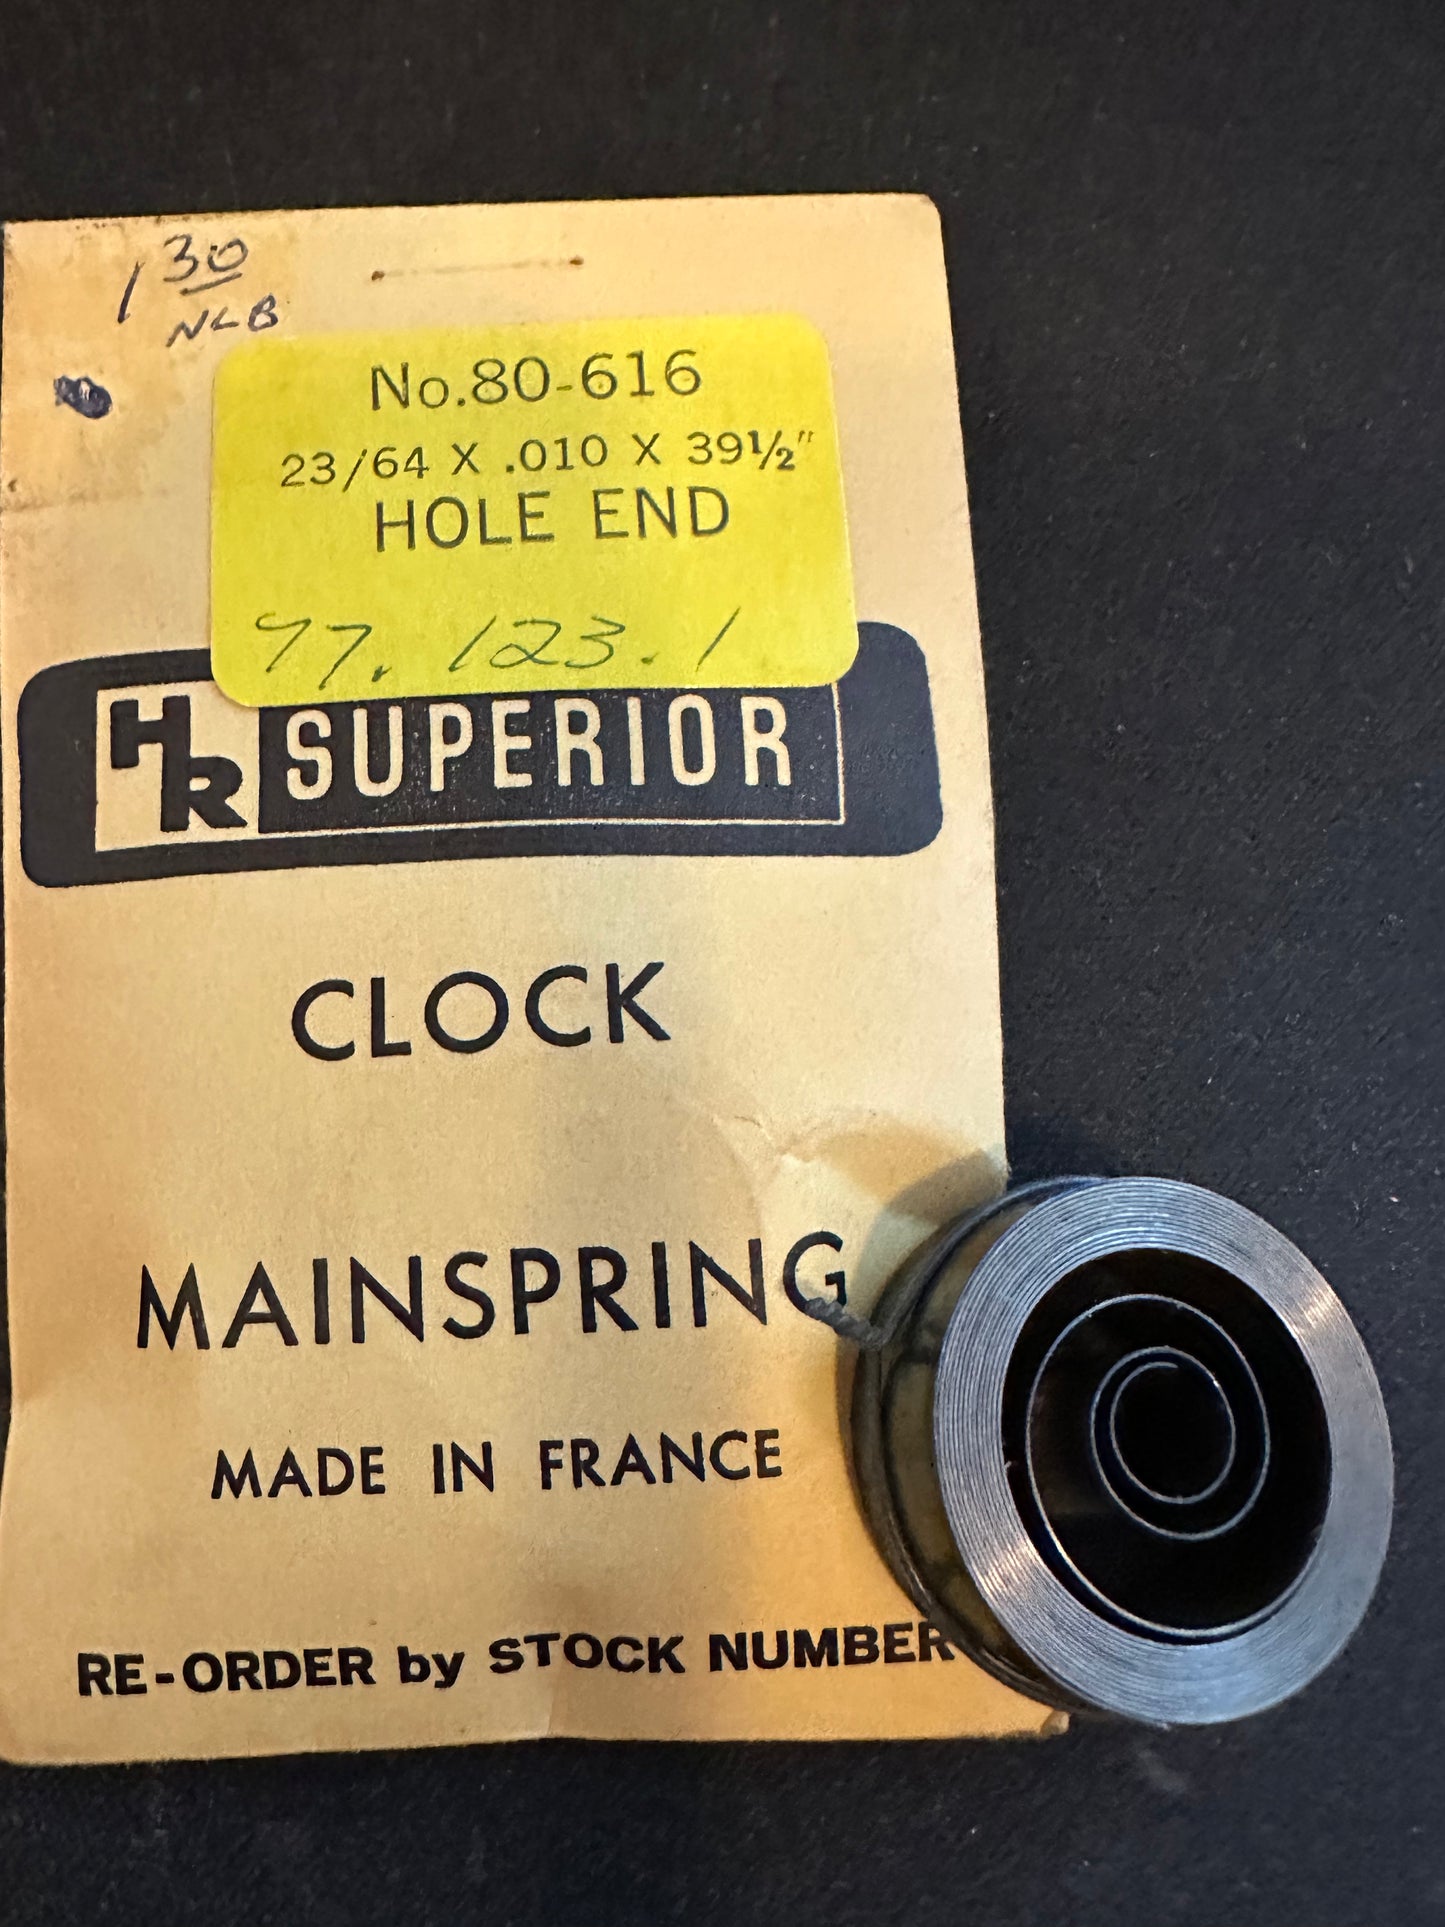 1 30
NLB
No.80-616
23/64 X .010 X 39½"
HOLE END
77.123.1
HR SUPERIOR
CLOCK
MAINSPRING
MADE IN FRANCE
RE-ORDER by STOCK NUMBER